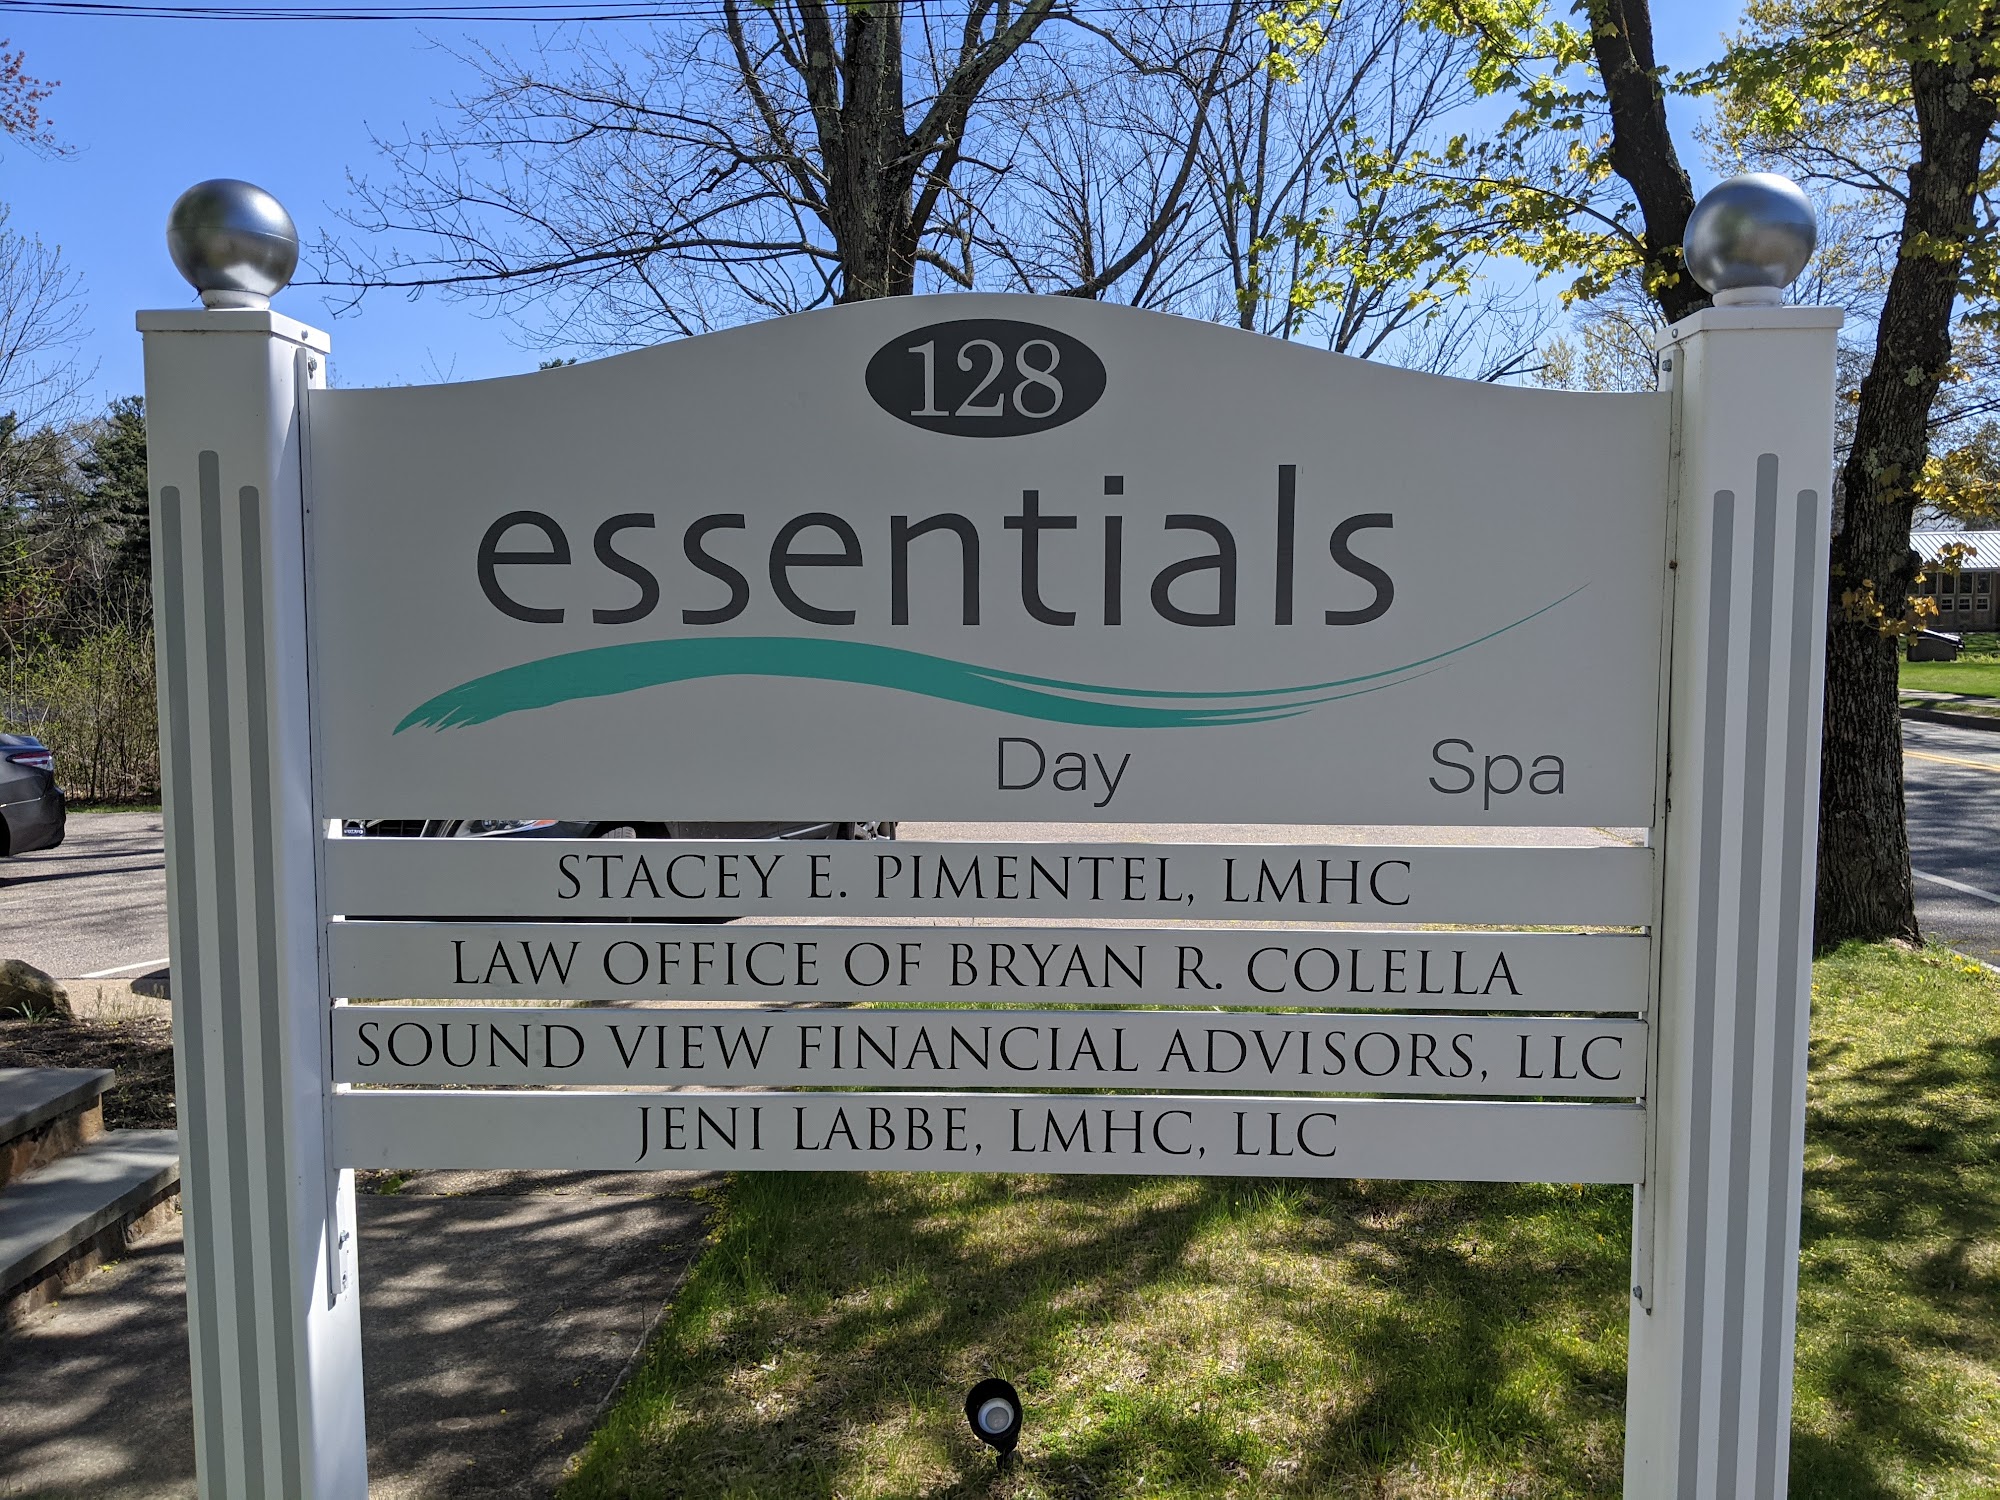 128
essentials
Day Spa
STACEY E. PIMENTEL, LMHC
LAW OFFICE OF BRYAN R. COLELLA
SOUND VIEW FINANCIAL ADVISORS, LLC
JENI LABBE, LMHC, LLC